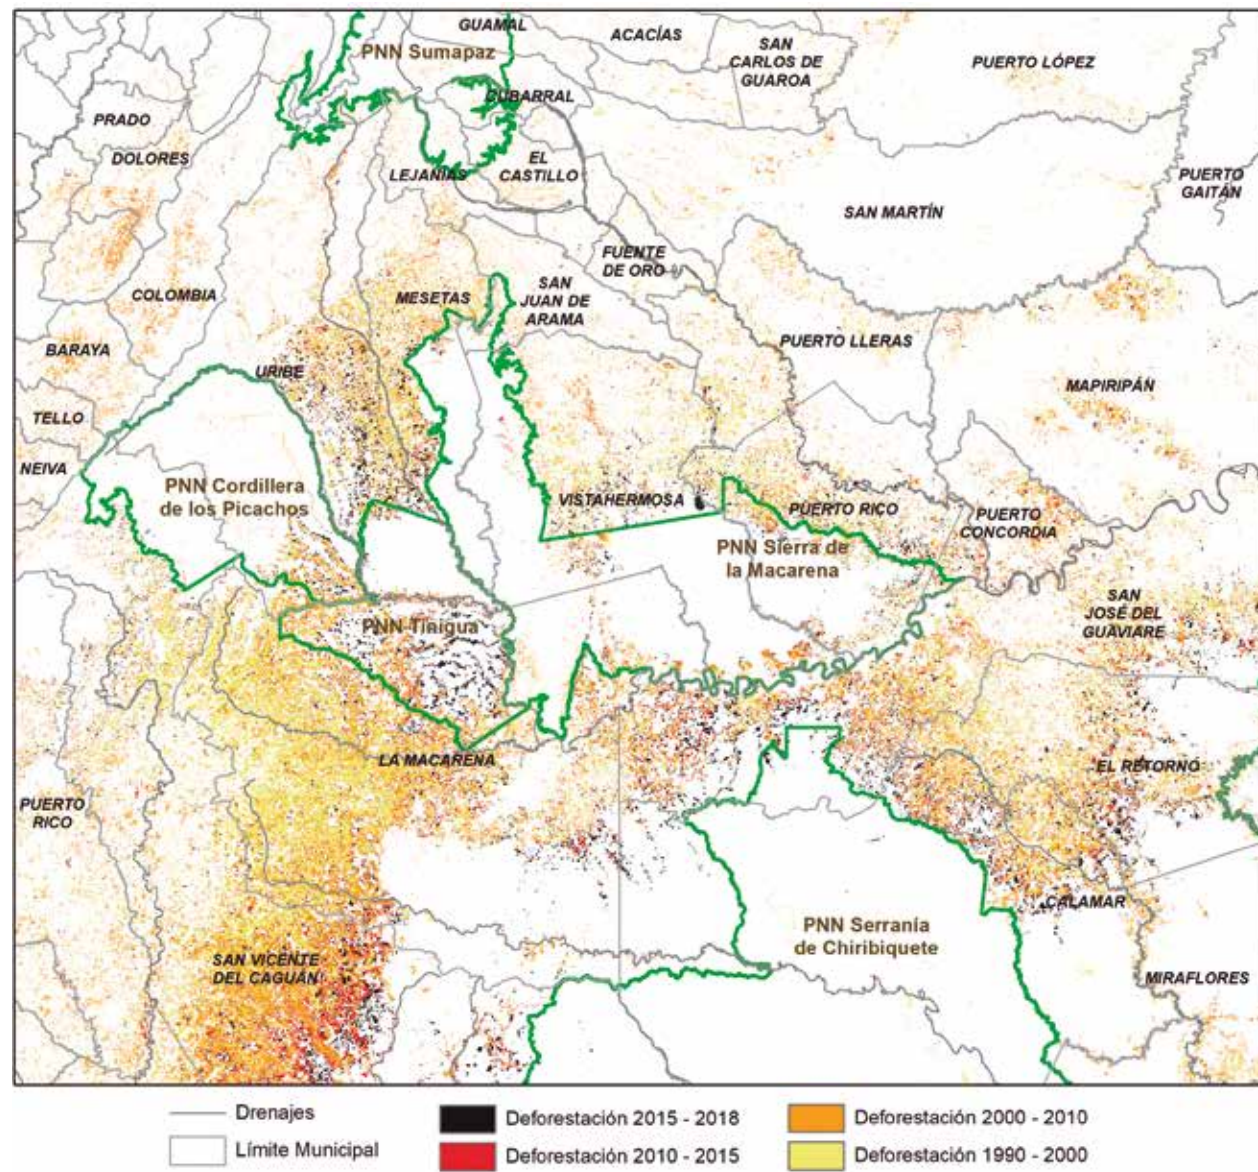 GUAMAL
ACACÍAS
PNN Sumapaz
SAN
CARLOS DE
GUAROA
PUERTO LÓPEZ
CUBARRAL
PRADO
DOLORES
EL
CASTILLO
LEJANÍAS
PUERTO
GAITÁN
SAN MARTÍN
FUENTE
DE ORO
COLOMBIA
MESETAS
SAN
JUAN DE
ARAMA
BARAYA
PUERTO LLERAS
URIBE
MAPIRIPÁN
TELLO
NEIVA
PNN Cordillera
de los Picachos
VISTAHERMOSA
PUERTO RICO
PUERTO
CONCORDIA
PNN Sierra de
la Macarena
SAN
JOSÉ DEL
GUAVIARE
PNN Tinigua
LA MACARENA
EL RETORNO
PUERTO
RICO
CALAMAR
PNN Serranía
de Chiribiquete
SAN VICENTE
DEL CAGUÁN
MIRAFLORES
Drenajes
Límite Municipal
Deforestación 2015 - 2018
Deforestación 2010 - 2015
Deforestación 2000 - 2010
Deforestación 1990 - 2000